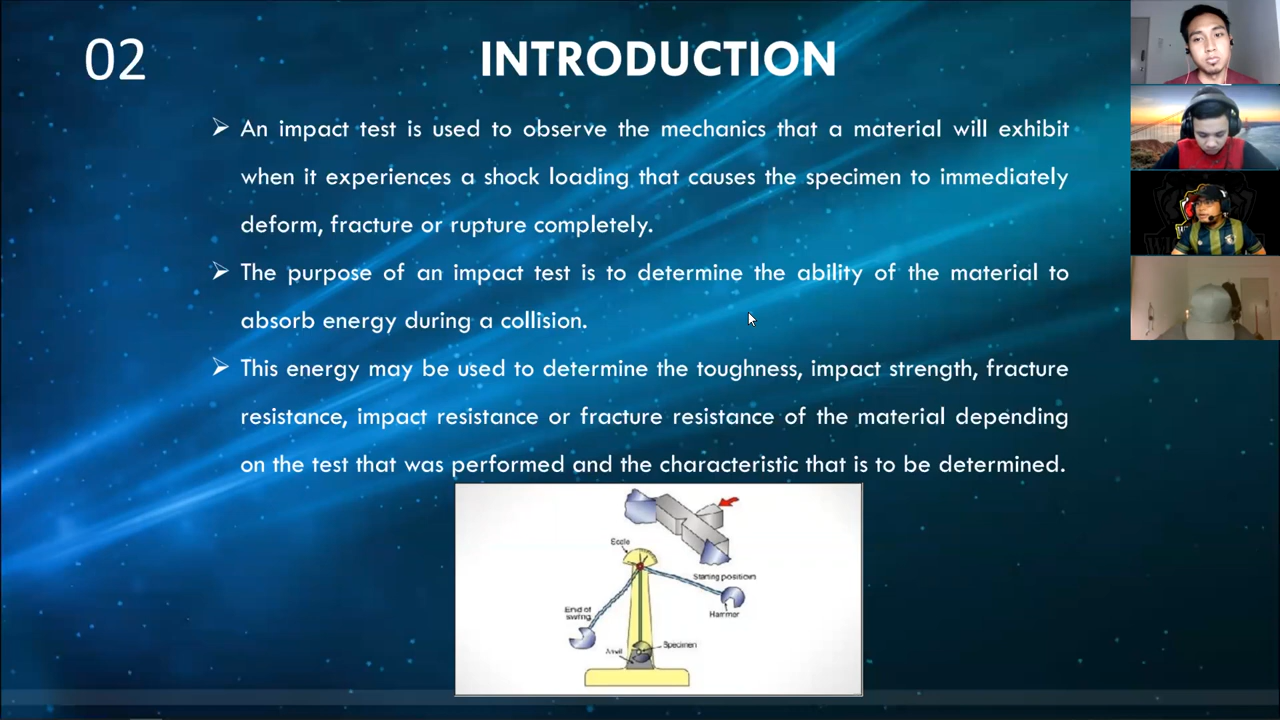 02
INTRODUCTION
➢ An impact test is used to observe the mechanics that a material will exhibit
when it experiences a shock loading that causes the specimen to immediately
deform, fracture or rupture completely.
➢ The purpose of an impact test is to determine the ability of the material to
absorb energy during a collision.
➢ This energy may be used to determine the toughness, impact strength, fracture
resistance, impact resistance or fracture resistance of the material depending
on the test that was performed and the characteristic that is to be determined.
Scale
Starting position
Hammer
End of
swing
Specimen
Anvil